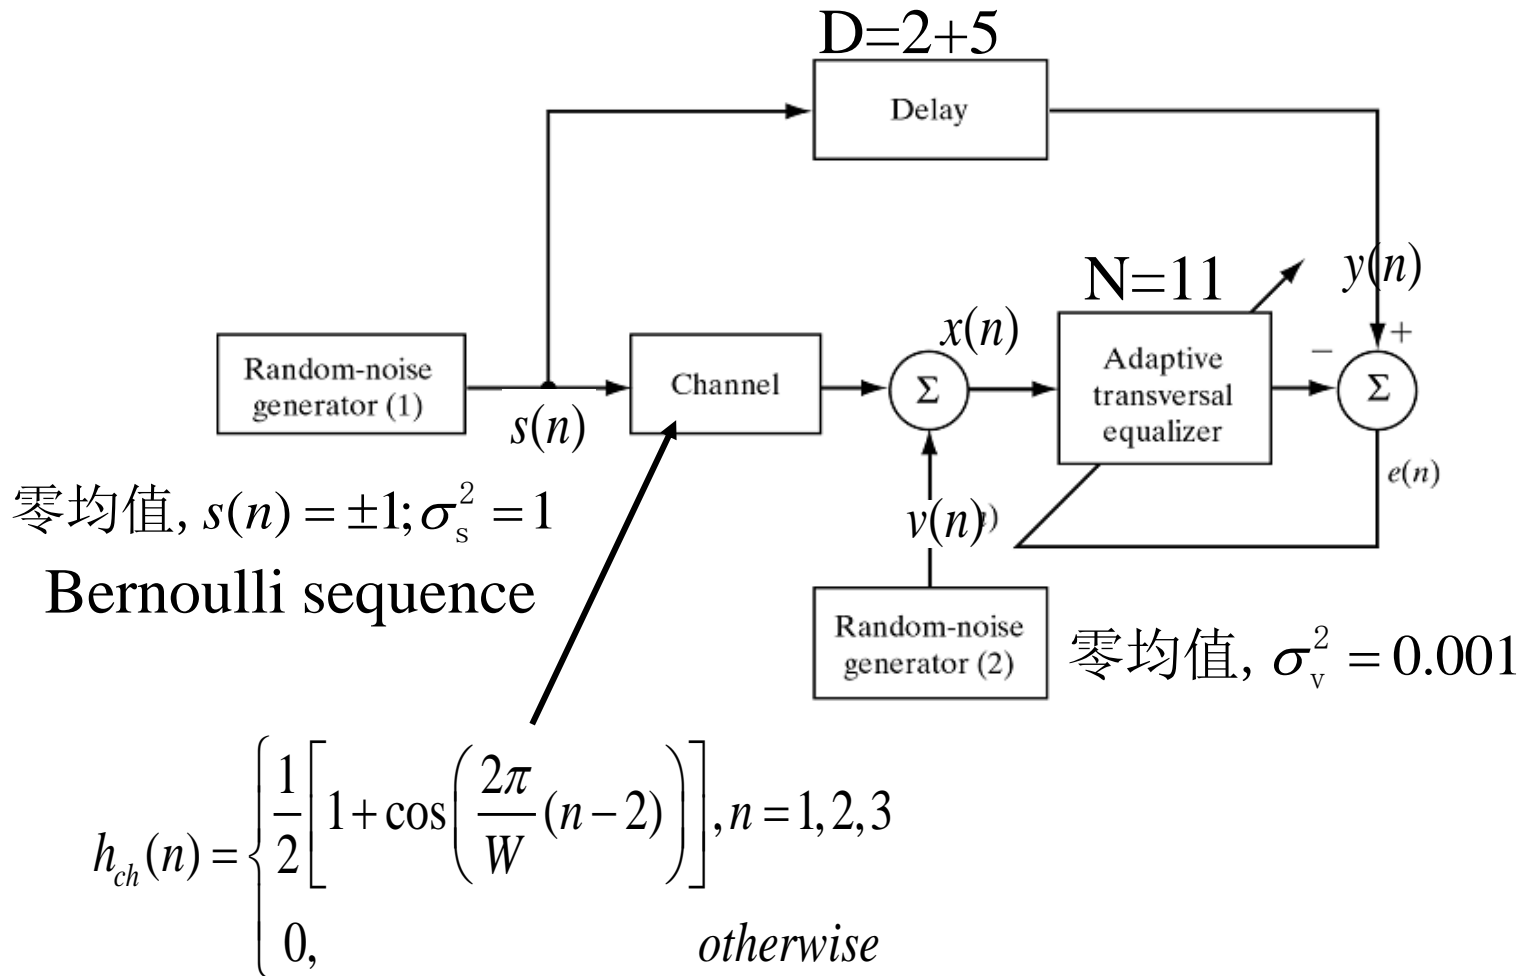 D=2+5
Delay
N=11
y(n)
x(n)
+
−
Random-noise
generator (1)
Channel
Σ
Adaptive
transversal
equalizer
Σ
s(n)
e(n)
零均值, s(n) = ±1; σ_s^2 = 1
v(n)
Bernoulli sequence
Random-noise
generator (2)
零均值, σ_v^2 = 0.001
h_{ch}(n) = { 1/2 [1 + cos(2π/W (n − 2))], n = 1, 2, 3
0, otherwise